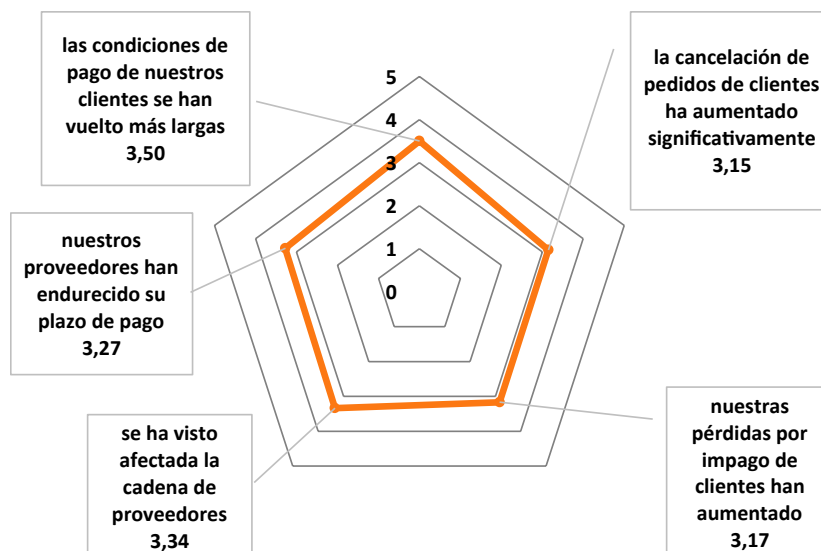 las condiciones de
pago de nuestros
clientes se han
vuelto más largas
3,50
la cancelación de
pedidos de clientes
ha aumentado
significativamente
3,15
5
4
3
2
1
0
nuestros
proveedores han
endurecido su
plazo de pago
3,27
se ha visto
afectada la
cadena de
proveedores
3,34
nuestras
pérdidas por
impago de
clientes han
aumentado
3,17